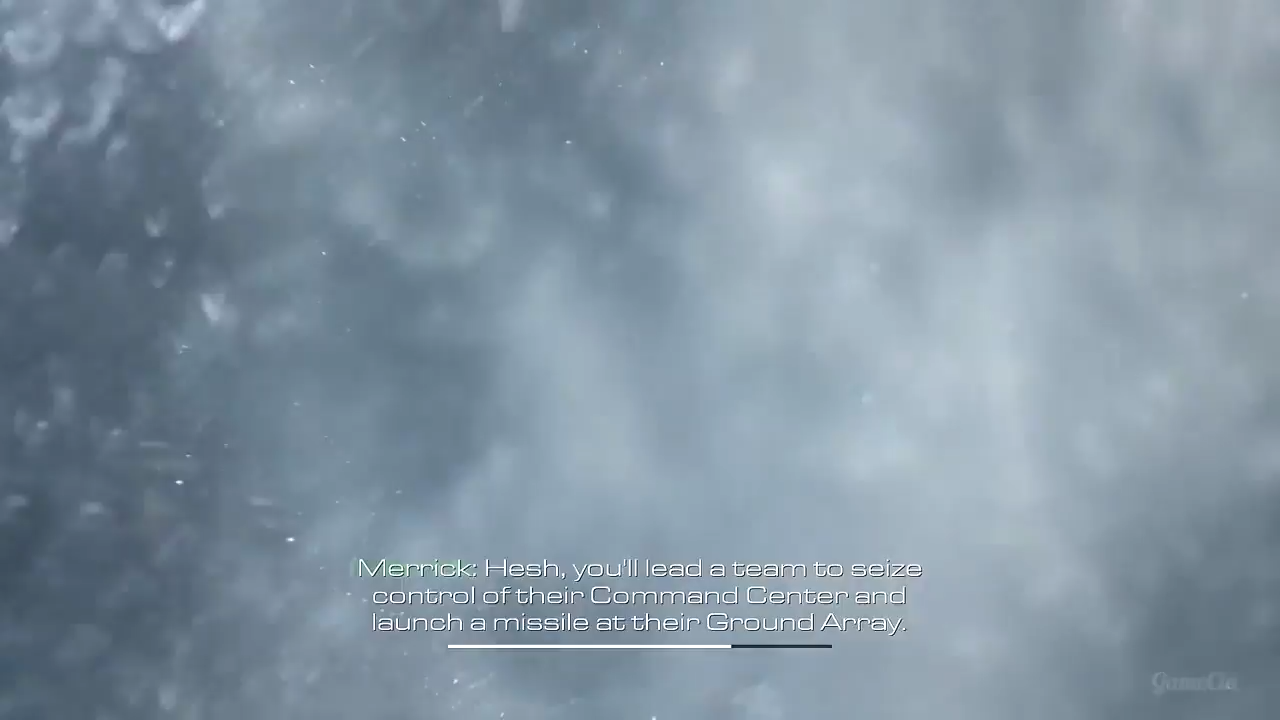 Merrick: Hesh, you'll lead a team to seize
control of their Command Center and
launch a missile at their Ground Array.
GameCia